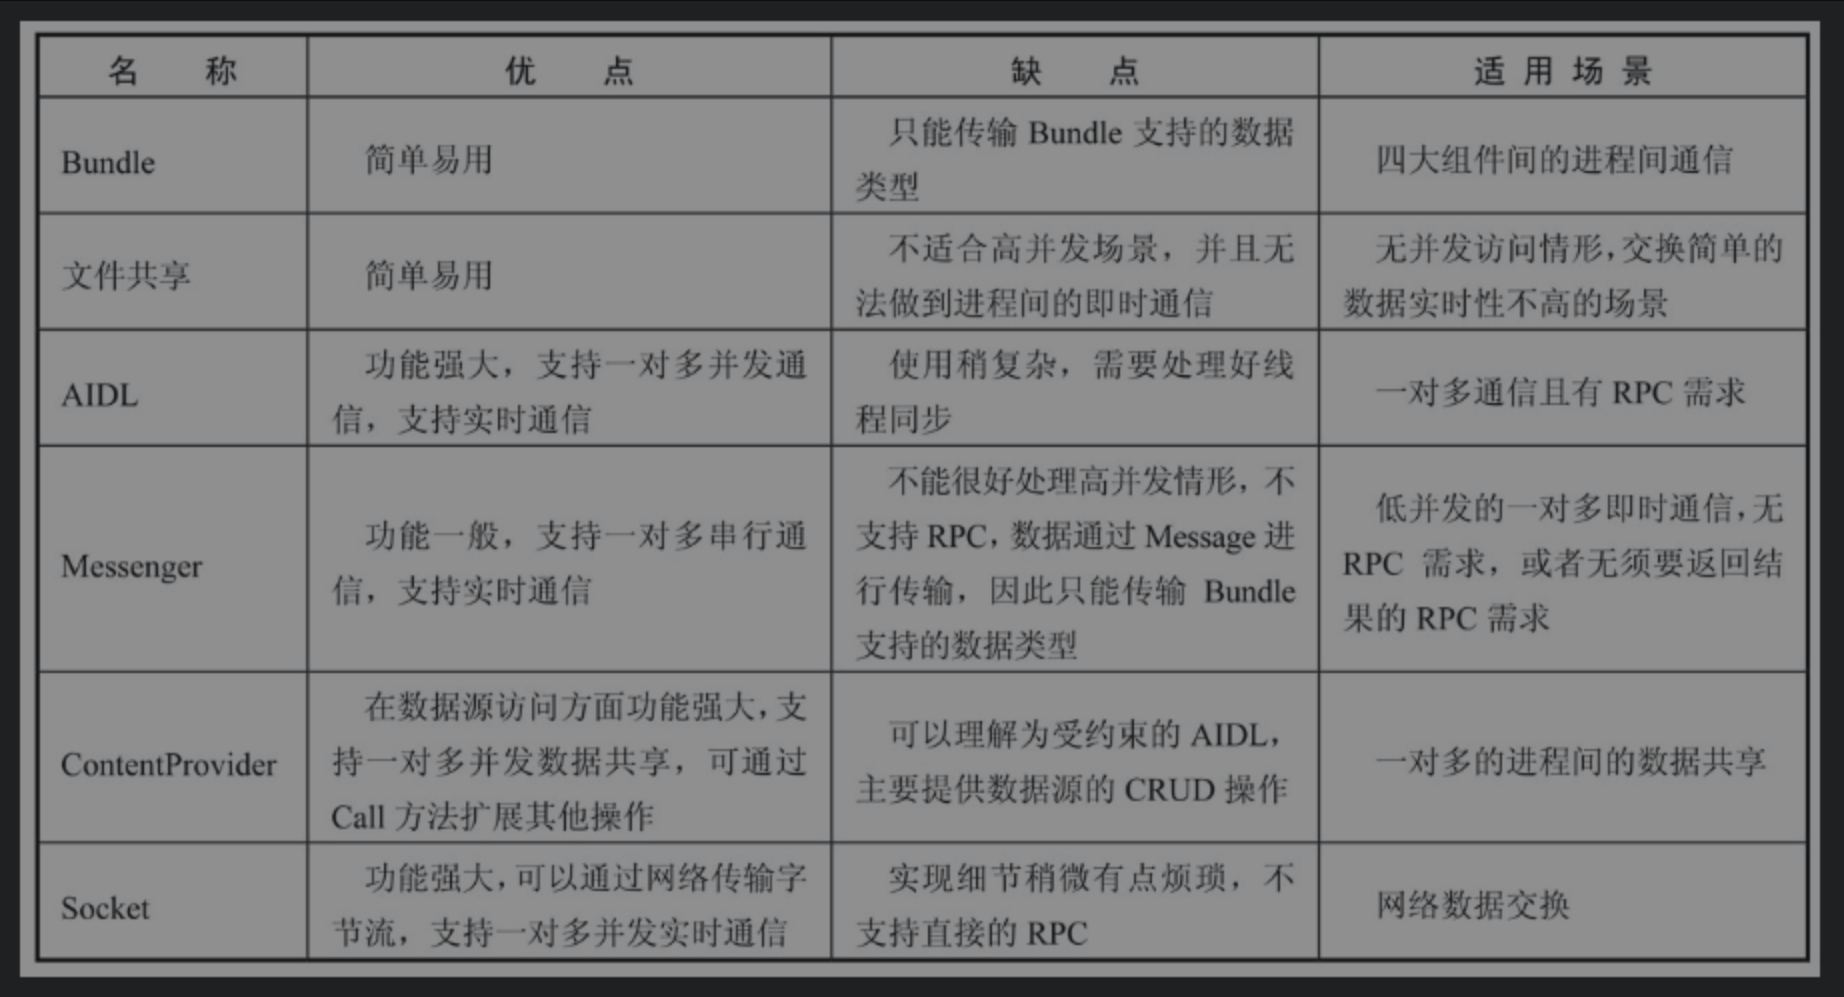 名 称 优 点 缺 点 适用场景
Bundle
简单易用
只能传输 Bundle 支持的数据
类型
四大组件间的进程间通信
文件共享
简单易用
不适合高并发场景，并且无
法做到进程间的即时通信
无并发访问情形，交换简单的
数据实时性不高的场景
AIDL
功能强大，支持一对多并发通
信，支持实时通信
使用稍复杂，需要处理好线
程同步
一对多通信且有 RPC 需求
Messenger
功能一般，支持一对多串行通
信，支持实时通信
不能很好处理高并发情形，不
支持 RPC，数据通过 Message 进
行传输，因此只能传输 Bundle
支持的数据类型
低并发的一对多即时通信，无
RPC 需求，或者无须要返回结
果的 RPC 需求
ContentProvider
在数据源访问方面功能强大，支
持一对多并发数据共享，可通过
Call 方法扩展其他操作
可以理解为受约束的 AIDL，
主要提供数据源的 CRUD 操作
一对多的进程间的数据共享
Socket
功能强大，可以通过网络传输字
节流，支持一对多并发实时通信
实现细节稍微有点烦琐，不
支持直接的 RPC
网络数据交换